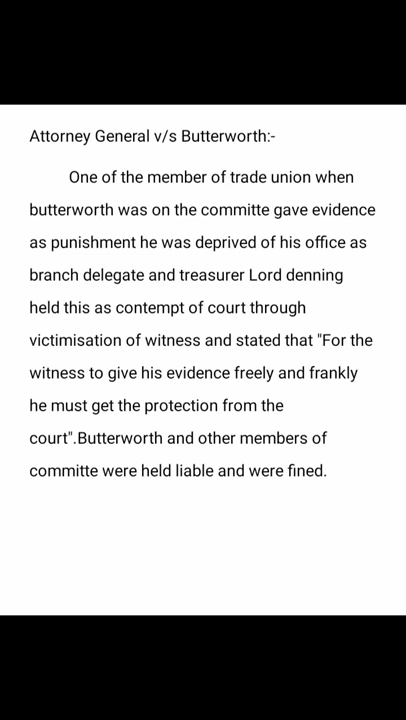 Attorney General v/s Butterworth:-
One of the member of trade union when
butterworth was on the committe gave evidence
as punishment he was deprived of his office as
branch delegate and treasurer Lord denning
held this as contempt of court through
victimisation of witness and stated that "For the
witness to give his evidence freely and frankly
he must get the protection from the
court".Butterworth and other members of
committe were held liable and were fined.